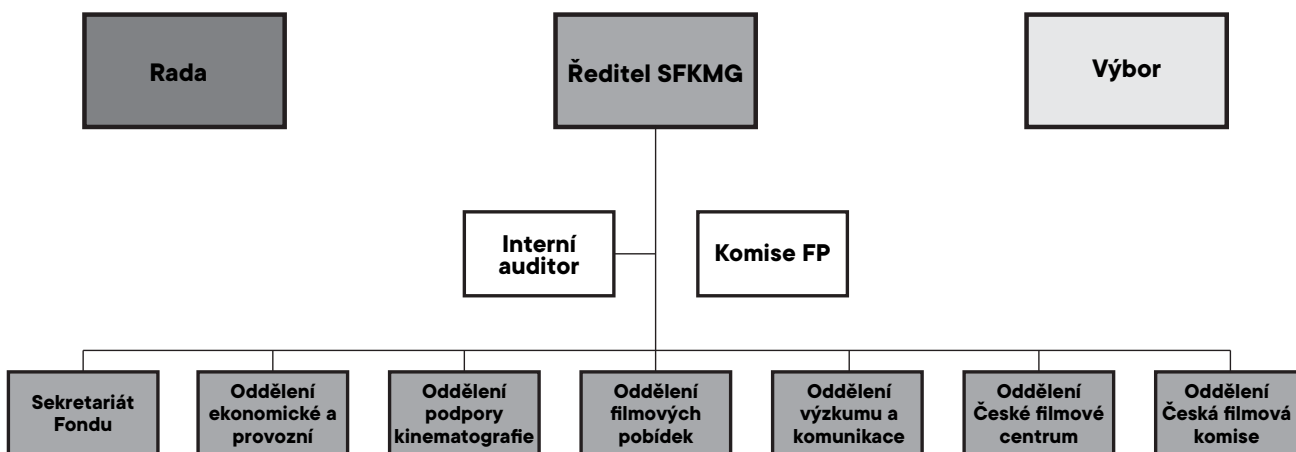 Rada
Ředitel SFKMG
Výbor
Interní
auditor
Komise FP
Sekretariát
Fondu
Oddělení
ekonomické a
provozní
Oddělení
podpory
kinematografie
Oddělení
filmových
pobídek
Oddělení
výzkumu a
komunikace
Oddělení
České filmové
centrum
Oddělení
Česká filmová
komise